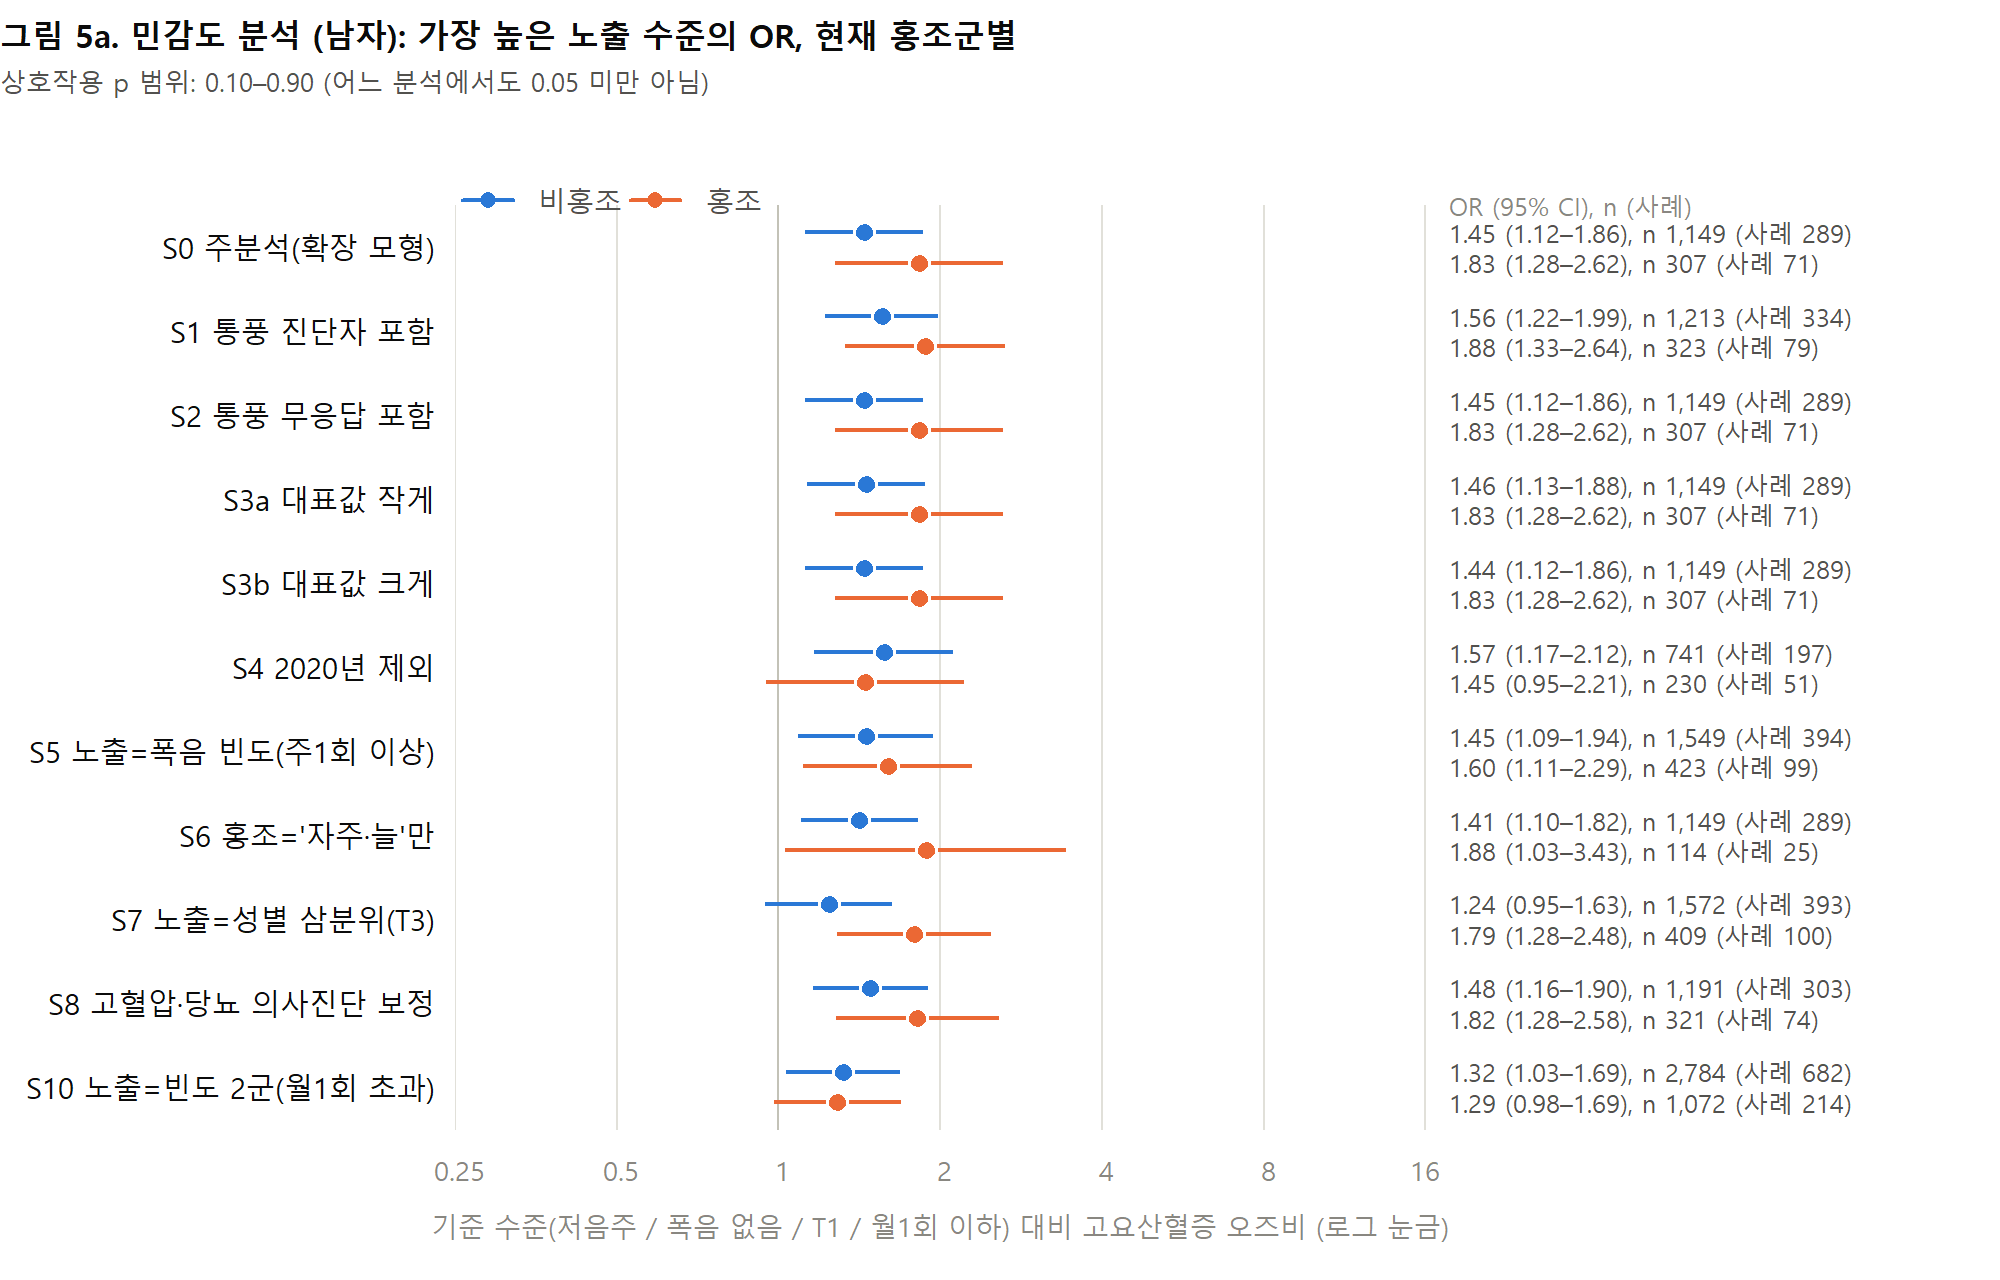 그림 5a. 민감도 분석 (남자): 가장 높은 노출 수준의 OR, 현재 홍조군별
상호작용 p 범위: 0.10–0.90 (어느 분석에서도 0.05 미만 아님)
비홍조 홍조
OR (95% CI), n (사례)
S0 주분석(확장 모형)
1.45 (1.12–1.86), n 1,149 (사례 289)
1.83 (1.28–2.62), n 307 (사례 71)
S1 통풍 진단자 포함
1.56 (1.22–1.99), n 1,213 (사례 334)
1.88 (1.33–2.64), n 323 (사례 79)
S2 통풍 무응답 포함
1.45 (1.12–1.86), n 1,149 (사례 289)
1.83 (1.28–2.62), n 307 (사례 71)
S3a 대표값 작게
1.46 (1.13–1.88), n 1,149 (사례 289)
1.83 (1.28–2.62), n 307 (사례 71)
S3b 대표값 크게
1.44 (1.12–1.86), n 1,149 (사례 289)
1.83 (1.28–2.62), n 307 (사례 71)
S4 2020년 제외
1.57 (1.17–2.12), n 741 (사례 197)
1.45 (0.95–2.21), n 230 (사례 51)
S5 노출=폭음 빈도(주1회 이상)
1.45 (1.09–1.94), n 1,549 (사례 394)
1.60 (1.11–2.29), n 423 (사례 99)
S6 홍조='자주·늘'만
1.41 (1.10–1.82), n 1,149 (사례 289)
1.88 (1.03–3.43), n 114 (사례 25)
S7 노출=성별 삼분위(T3)
1.24 (0.95–1.63), n 1,572 (사례 393)
1.79 (1.28–2.48), n 409 (사례 100)
S8 고혈압·당뇨 의사진단 보정
1.48 (1.16–1.90), n 1,191 (사례 303)
1.82 (1.28–2.58), n 321 (사례 74)
S10 노출=빈도 2군(월1회 초과)
1.32 (1.03–1.69), n 2,784 (사례 682)
1.29 (0.98–1.69), n 1,072 (사례 214)
0.25 0.5 1 2 4 8 16
기준 수준(저음주 / 폭음 없음 / T1 / 월1회 이하) 대비 고요산혈증 오즈비 (로그 눈금)